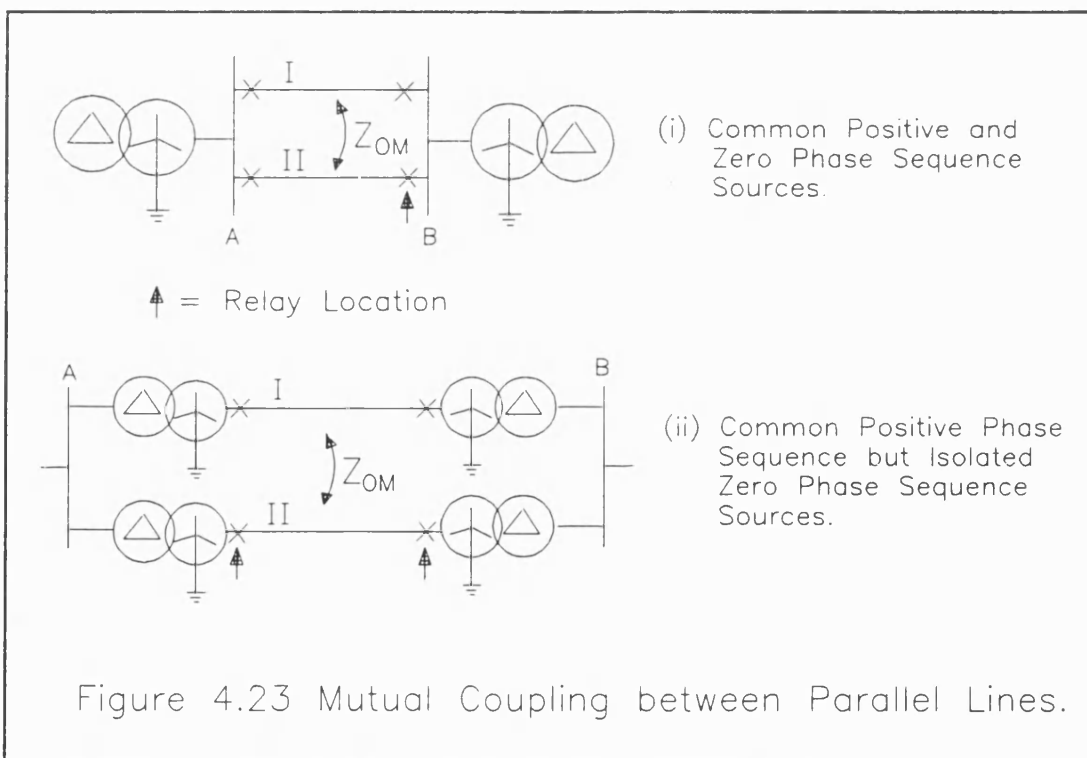 I
Z_OM
II
A
B
(i) Common Positive and
Zero Phase Sequence
Sources.
= Relay Location
A
B
I
Z_OM
II
(ii) Common Positive Phase
Sequence but Isolated
Zero Phase Sequence
Sources.
Figure 4.23 Mutual Coupling between Parallel Lines.